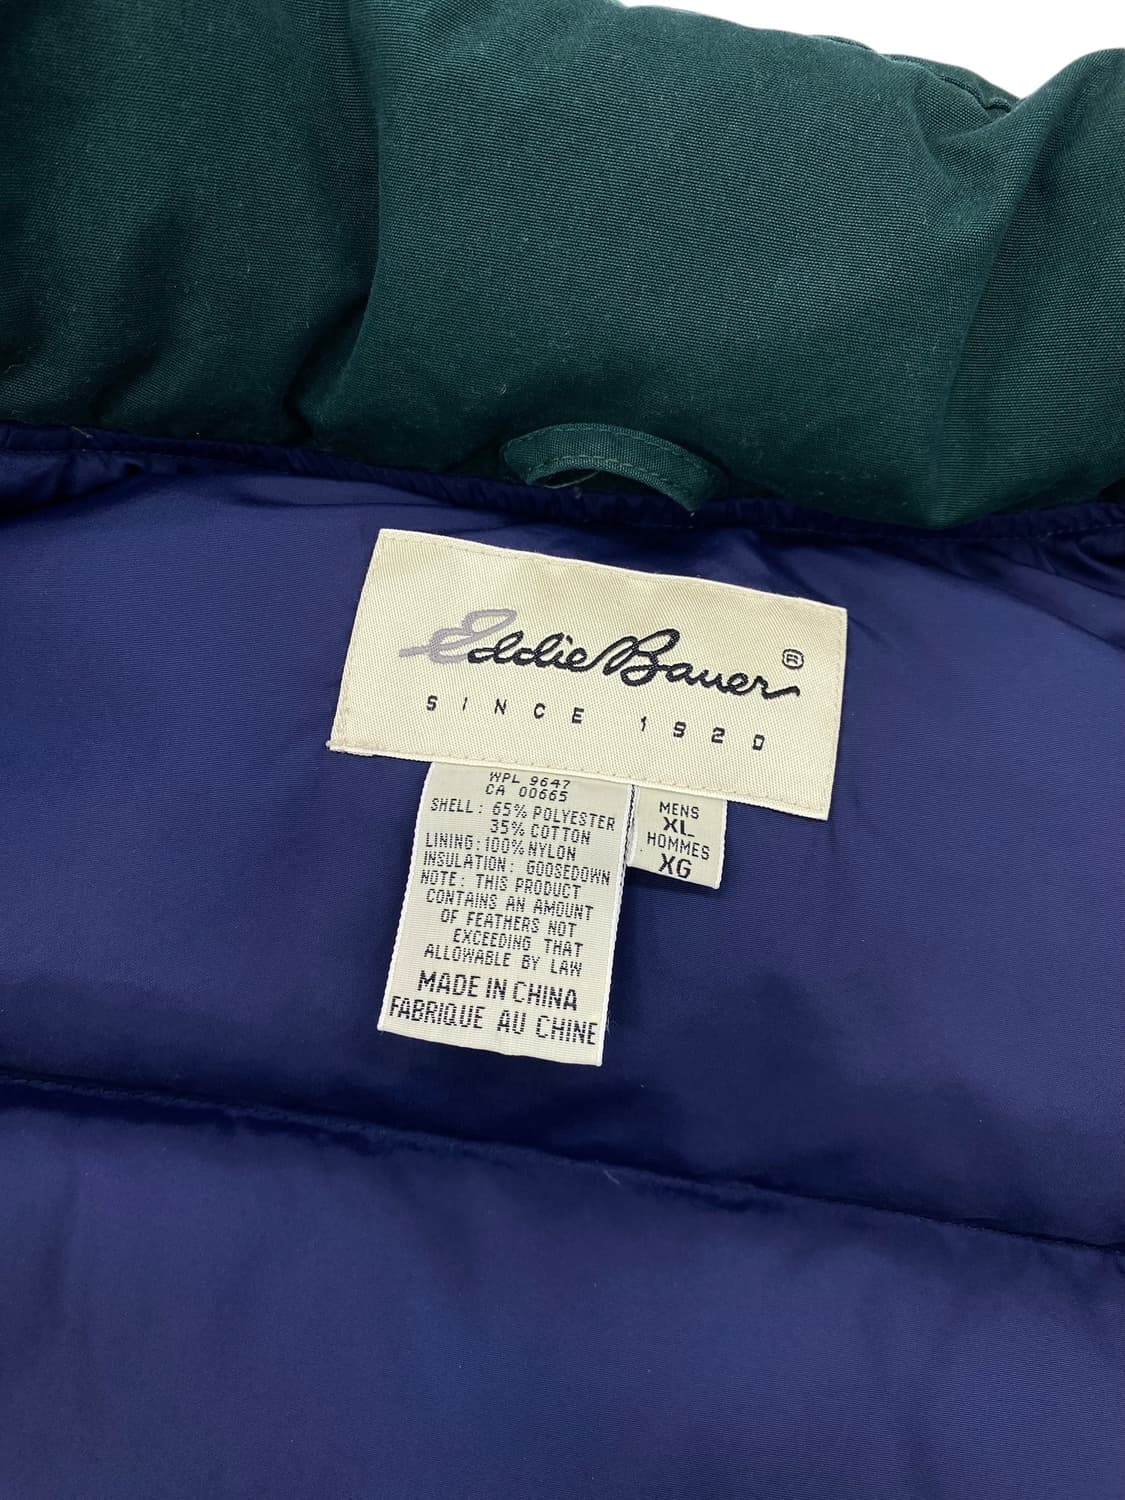 Eddie Bauer ®
SINCE 1920
WPL 9647
CA 00665
SHELL: 65% POLYESTER
35% COTTON
LINING: 100% NYLON
INSULATION: GOOSEDOWN
NOTE: THIS PRODUCT
CONTAINS AN AMOUNT
OF FEATHERS NOT
EXCEEDING THAT
ALLOWABLE BY LAW
MADE IN CHINA
FABRIQUE AU CHINE
MENS
XL
HOMMES
XG